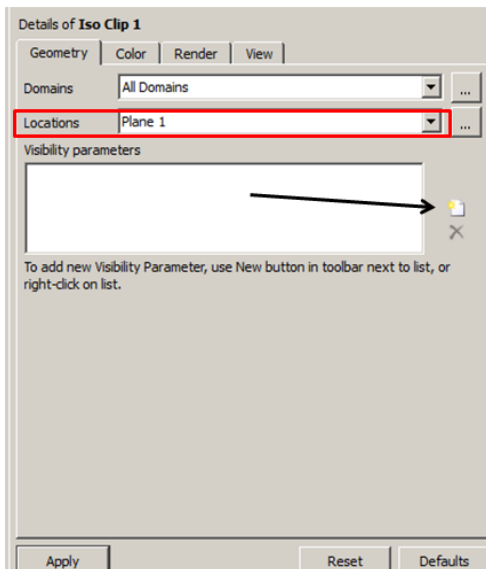 Details of Iso Clip 1
Geometry Color Render View
Domains All Domains ...
Locations Plane 1 ...
Visibility parameters
To add new Visibility Parameter, use New button in toolbar next to list, or
right-click on list.
Apply Reset Defaults